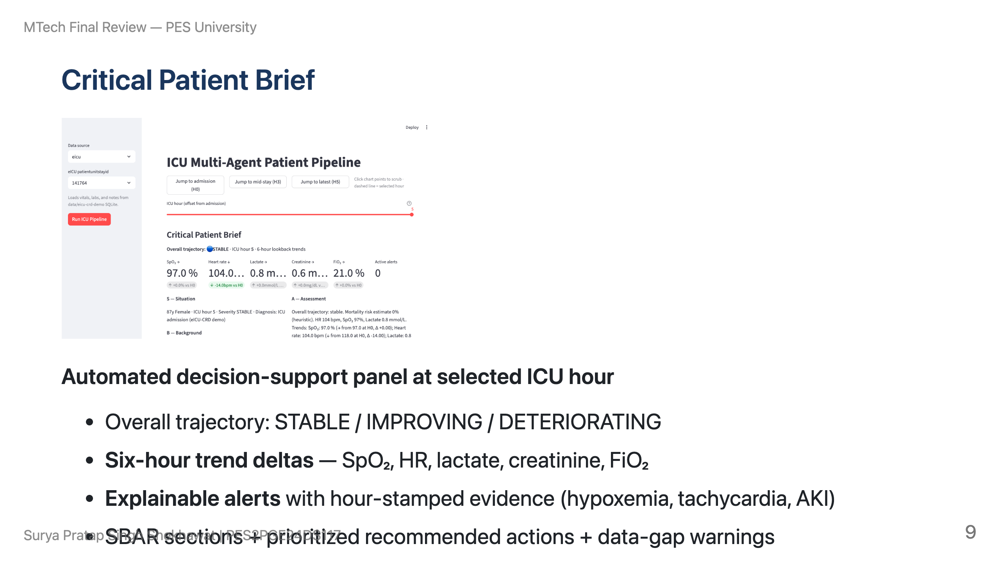 MTech Final Review — PES University
Critical Patient Brief
Data source
eicu
eICU patientunitstayid
141764
Loads vitals, labs, and notes from
data/eicu-crd-demo SQLite.
Run ICU Pipeline
Deploy
ICU Multi-Agent Patient Pipeline
Jump to admission
(H0)
Jump to mid-stay (H3)
Jump to latest (H5)
Click chart points to scrub ·
dashed line = selected hour
ICU hour (offset from admission)
5
Critical Patient Brief
Overall trajectory: 🔵STABLE · ICU hour 5 · 6-hour lookback trends
SpO₂ → Heart rate ↓ Lactate → Creatinine → FiO₂ → Active alerts
97.0 % 104.0… 0.8 m… 0.6 m… 21.0 % 0
↑ +0.0% vs H0 ↓ -14.0bpm vs H0 ↑ +0.0mmol/L … ↑ +0.0mg/dL v… ↑ +0.0% vs H0
S — Situation
87y Female · ICU hour 5 · Severity STABLE · Diagnosis: ICU
admission (eICU-CRD demo)
B — Background
A — Assessment
Overall trajectory: stable. Mortality risk estimate 0%
(heuristic). HR 104 bpm, SpO₂ 97%, Lactate 0.8 mmol/L.
Trends: SpO₂: 97.0 % (→ from 97.0 at H0, Δ +0.00); Heart
rate: 104.0 bpm (↓ from 118.0 at H0, Δ -14.00); Lactate: 0.8
Automated decision-support panel at selected ICU hour
• Overall trajectory: STABLE / IMPROVING / DETERIORATING
• Six-hour trend deltas — SpO₂, HR, lactate, creatinine, FiO₂
• Explainable alerts with hour-stamped evidence (hypoxemia, tachycardia, AKI)
• SBAR sections + prioritized recommended actions + data-gap warnings
Surya Pratap Singh Shekhawat | PES2PGE24DS117
9